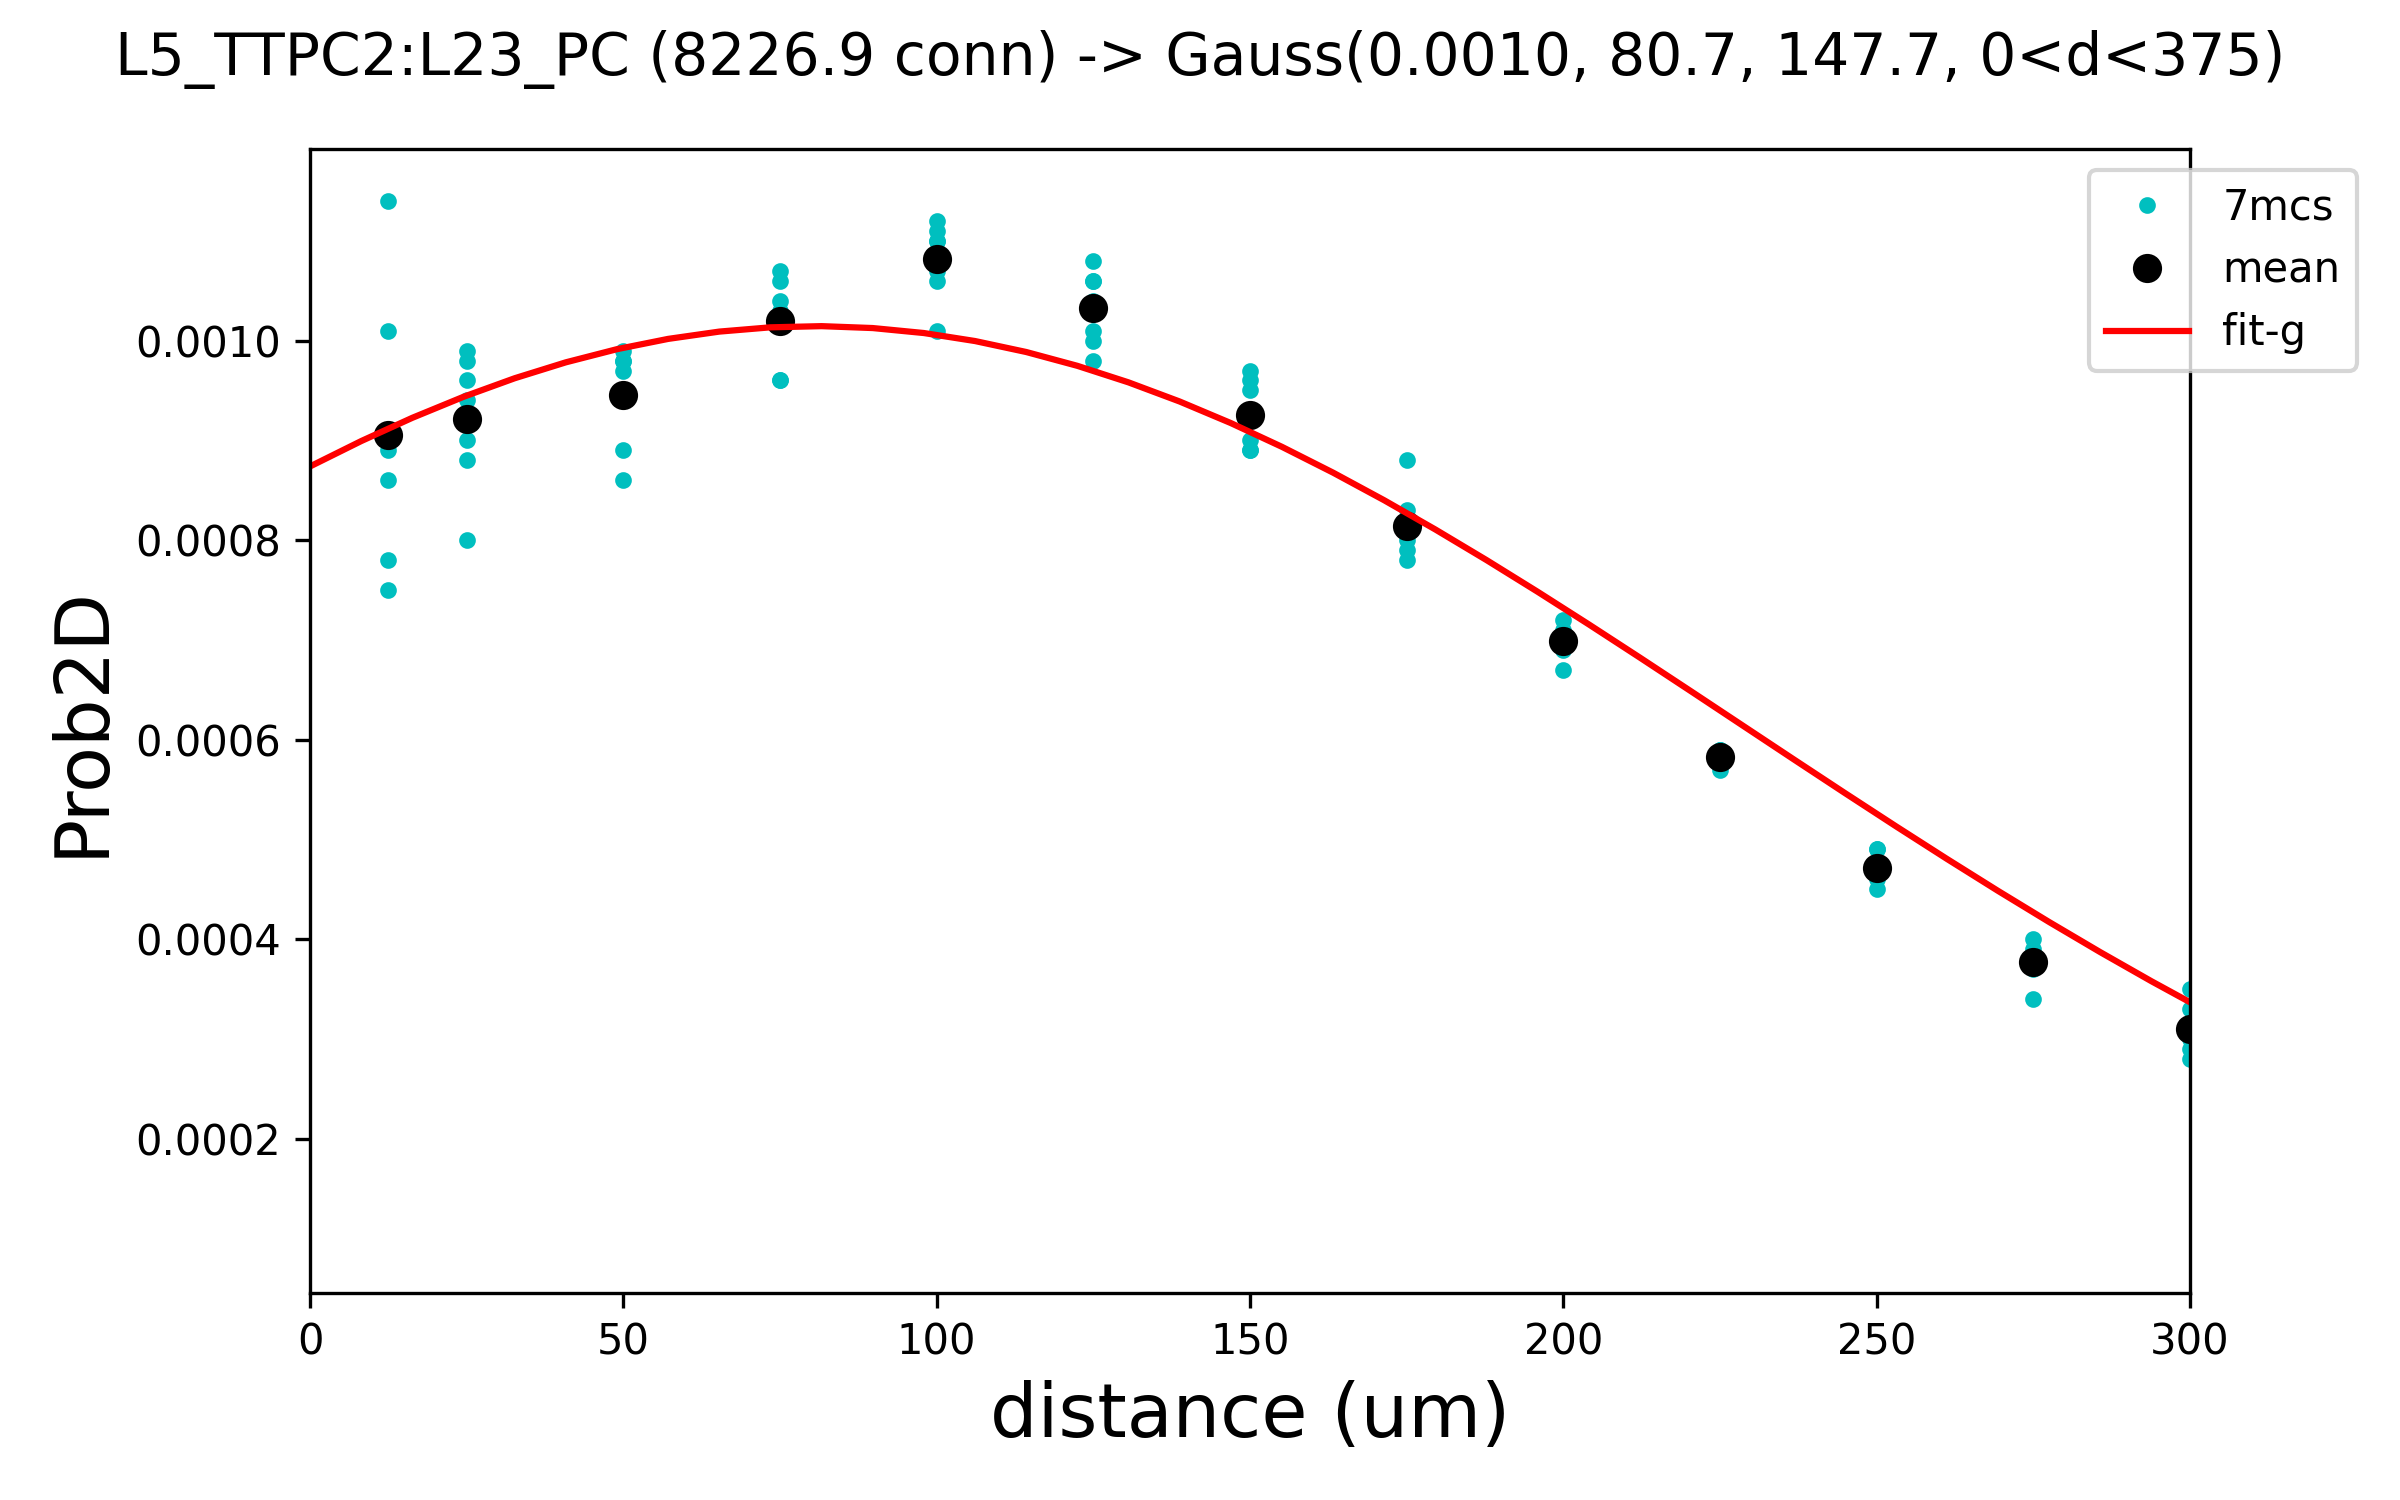 L5_TTPC2:L23_PC (8226.9 conn) -> Gauss(0.0010, 80.7, 147.7, 0<d<375)
7mcs
mean
fit-g
0.0010
0.0008
0.0006
0.0004
0.0002
Prob2D
0 50 100 150 200 250 300
distance (um)